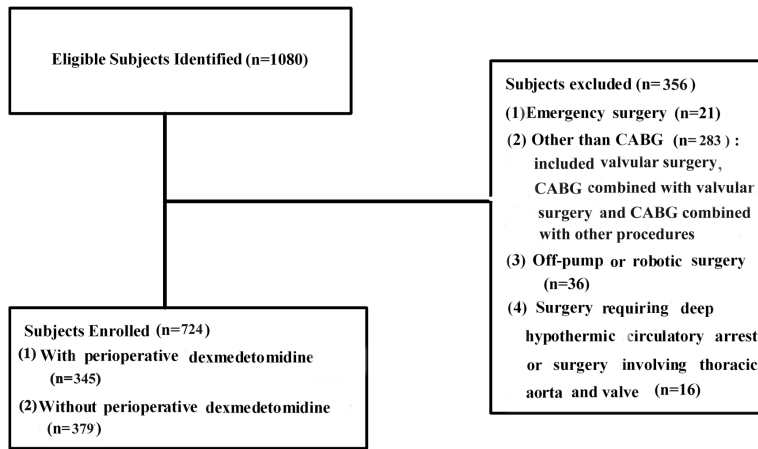 Eligible Subjects Identified (n=1080)
Subjects excluded (n=356)
(1)Emergency surgery (n=21)
(2) Other than CABG (n=283) :
included valvular surgery,
CABG combined with valvular
surgery and CABG combined
with other procedures
(3) Off-pump or robotic surgery
(n=36)
(4) Surgery requiring deep
hypothermic circulatory arrest
or surgery involving thoracic
aorta and valve (n=16)
Subjects Enrolled (n=724)
(1) With perioperative dexmedetomidine
(n=345)
(2)Without perioperative dexmedetomidine
(n=379)